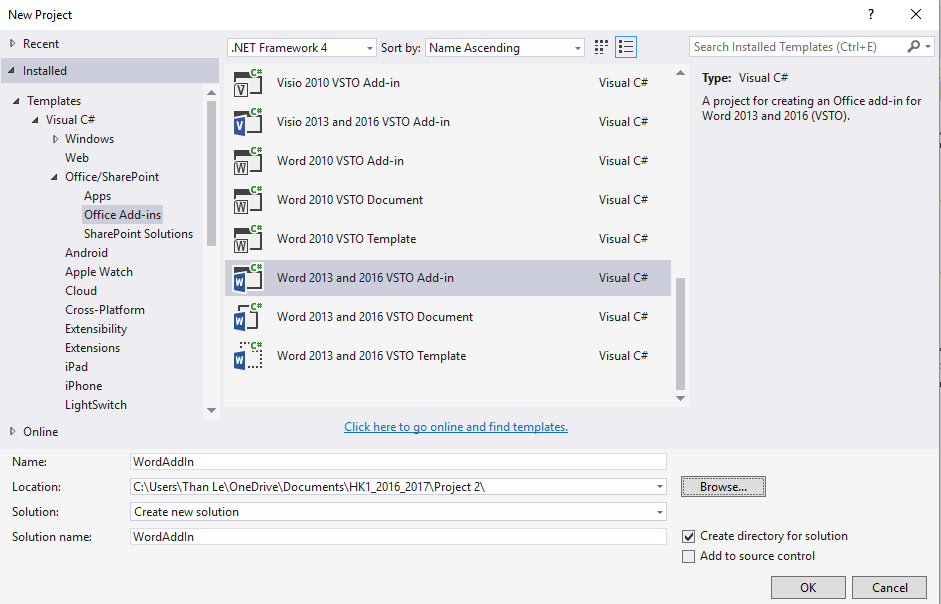 New Project
Recent
.NET Framework 4 Sort by: Name Ascending Search Installed Templates (Ctrl+E)
Installed
Templates
Visual C#
Windows
Web
Office/SharePoint
Apps
Office Add-ins
SharePoint Solutions
Android
Apple Watch
Cloud
Cross-Platform
Extensibility
Extensions
iPad
iPhone
LightSwitch
Online
C# V Visio 2010 VSTO Add-in Visual C#
C# V Visio 2013 and 2016 VSTO Add-in Visual C#
C# W Word 2010 VSTO Add-in Visual C#
C# W Word 2010 VSTO Document Visual C#
C# W Word 2010 VSTO Template Visual C#
C# W Word 2013 and 2016 VSTO Add-in Visual C#
C# W Word 2013 and 2016 VSTO Document Visual C#
C# W Word 2013 and 2016 VSTO Template Visual C#
Click here to go online and find templates.
Type: Visual C#
A project for creating an Office add-in for
Word 2013 and 2016 (VSTO).
Name: WordAddIn
Location: C:\Users\Than Le\OneDrive\Documents\HK1_2016_2017\Project 2\ Browse...
Solution: Create new solution
Solution name: WordAddIn
Create directory for solution
Add to source control
OK Cancel